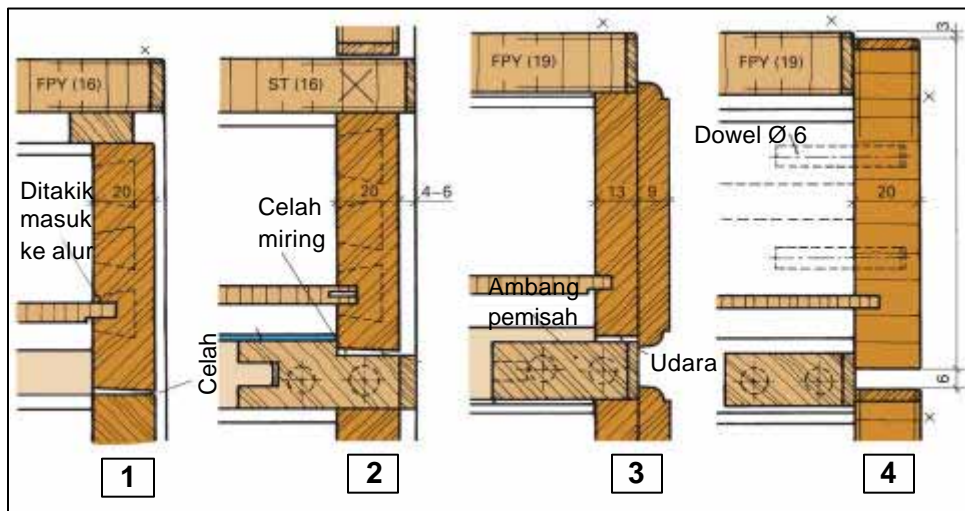 FPY (16)
20
Ditakik
masuk
ke alur
Celah
1
ST (16)
20
4–6
Celah
miring
2
FPY (19)
13
9
Ambang
pemisah
Udara
3
FPY (19)
3
Dowel Ø 6
20
6
4